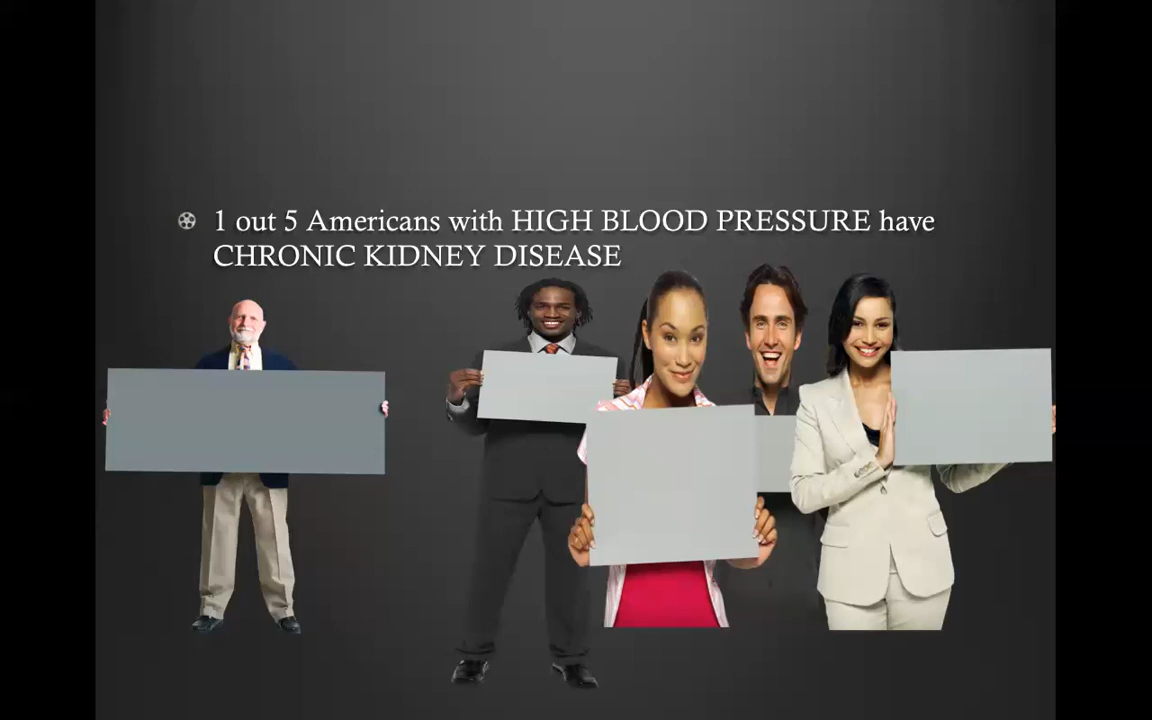 1 out 5 Americans with HIGH BLOOD PRESSURE have
CHRONIC KIDNEY DISEASE